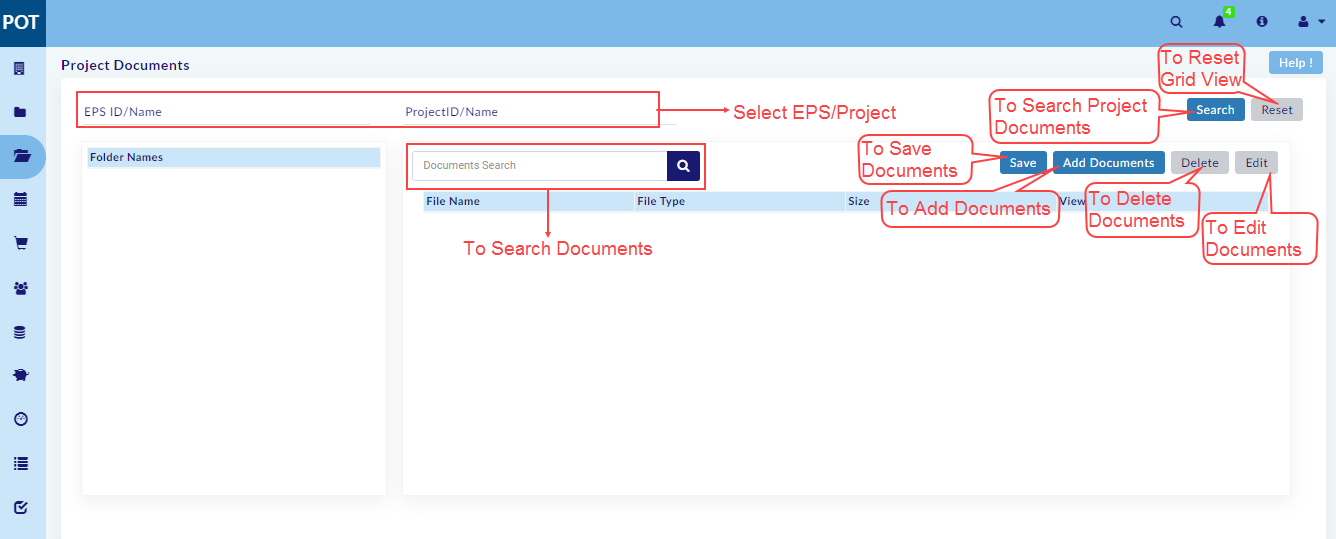 POT
4
Project Documents
To Reset
Grid View
Help !
EPS ID/Name
ProjectID/Name
Select EPS/Project
To Search Project
Documents
Search
Reset
Folder Names
Documents Search
To Save
Documents
Save
Add Documents
Delete
Edit
File Name
File Type
Size
View
To Add Documents
To Delete
Documents
To Edit
Documents
To Search Documents